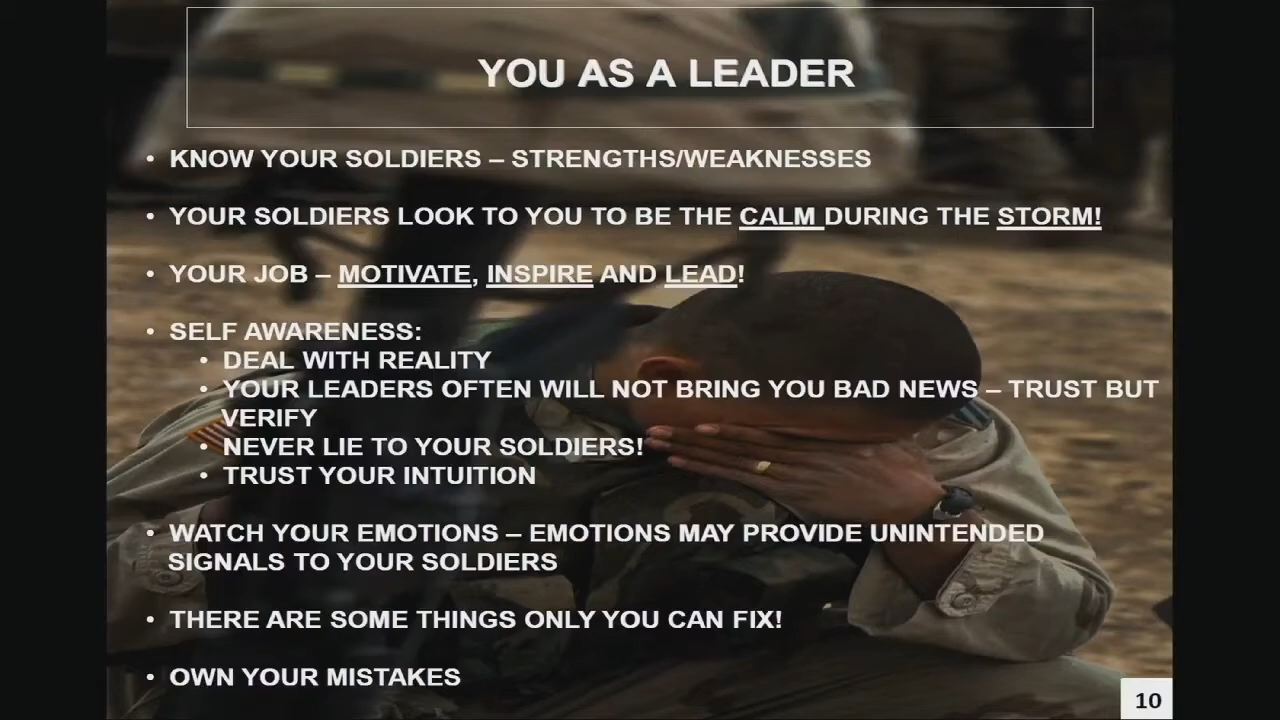 YOU AS A LEADER
• KNOW YOUR SOLDIERS – STRENGTHS/WEAKNESSES
• YOUR SOLDIERS LOOK TO YOU TO BE THE CALM DURING THE STORM!
• YOUR JOB – MOTIVATE, INSPIRE AND LEAD!
• SELF AWARENESS:
• DEAL WITH REALITY
• YOUR LEADERS OFTEN WILL NOT BRING YOU BAD NEWS – TRUST BUT
VERIFY
• NEVER LIE TO YOUR SOLDIERS!
• TRUST YOUR INTUITION
• WATCH YOUR EMOTIONS – EMOTIONS MAY PROVIDE UNINTENDED
SIGNALS TO YOUR SOLDIERS
• THERE ARE SOME THINGS ONLY YOU CAN FIX!
• OWN YOUR MISTAKES
10